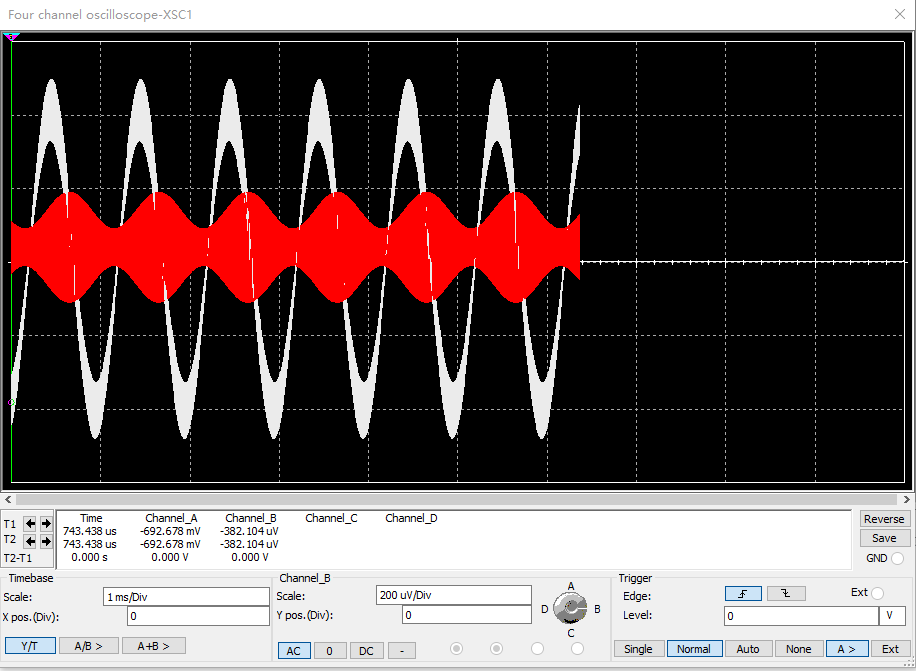 Four channel oscilloscope-XSC1
T1
T2
T2-T1
Time Channel_A Channel_B Channel_C Channel_D
743.438 us -692.678 mV -382.104 uV
743.438 us -692.678 mV -382.104 uV
0.000 s 0.000 V 0.000 V
Reverse
Save
GND
Timebase
Scale: 1 ms/Div
X pos.(Div): 0
Y/T A/B > A+B >
Channel_B
Scale: 200 uV/Div
Y pos.(Div): 0
AC 0 DC -
A
D B
C
Trigger
Edge: Ext
Level: 0 V
Single Normal Auto None A > Ext